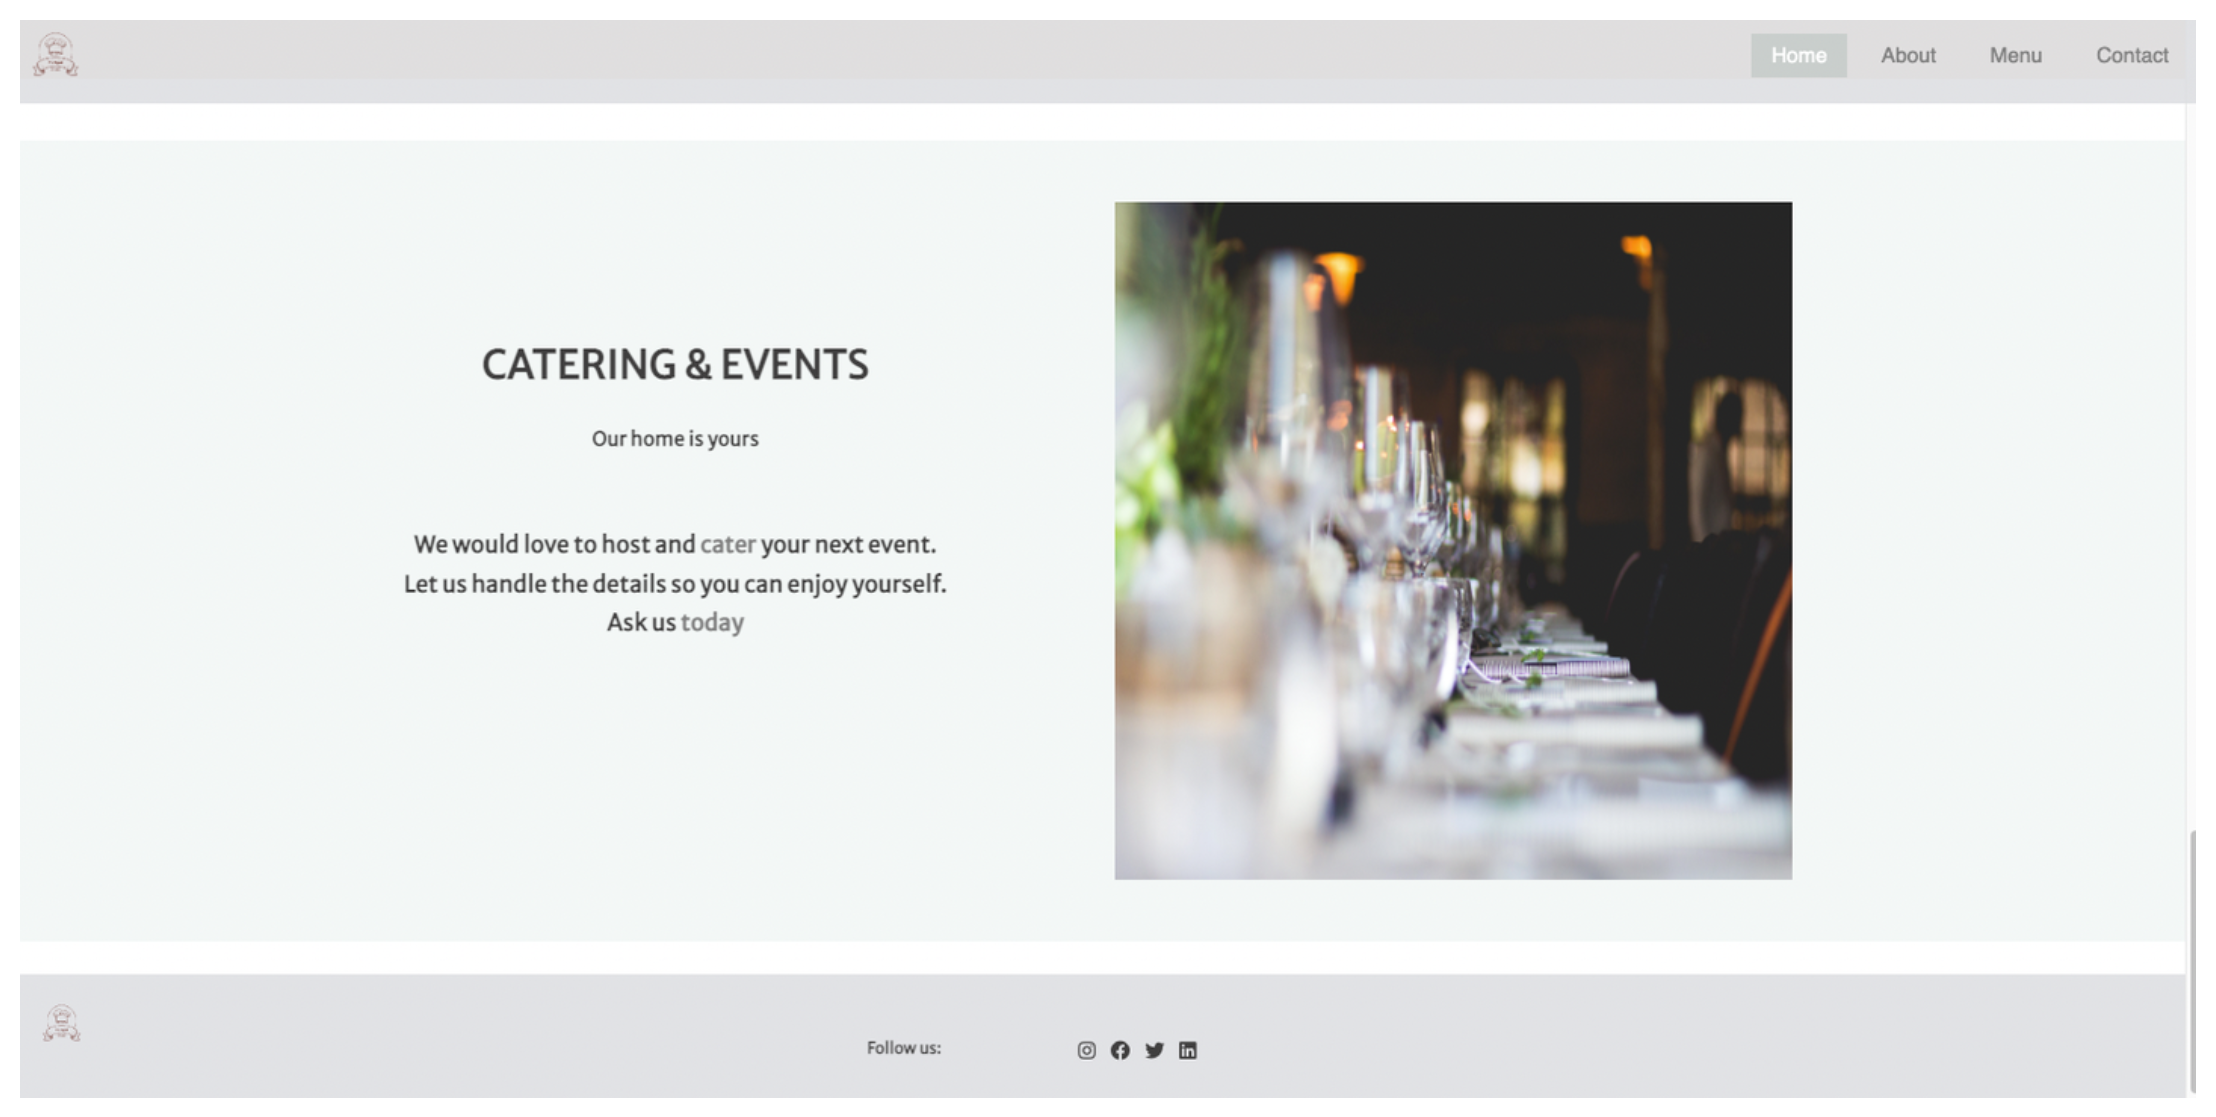 Home About Menu Contact
CATERING & EVENTS
Our home is yours
We would love to host and cater your next event.
Let us handle the details so you can enjoy yourself.
Ask us today
Follow us: